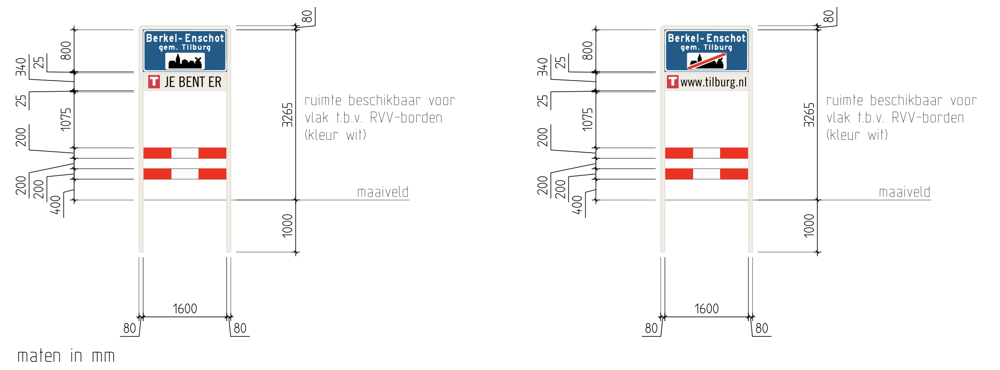 80
800
25
340
25
1075
200
200
200
400
Berkel-Enschot
gem. Tilburg
T JE BENT ER
3265
ruimte beschikbaar voor
vlak t.b.v. RVV-borden
(kleur wit)
maaiveld
1000
1600
80
80
80
800
25
340
25
1075
200
200
200
400
Berkel-Enschot
gem. Tilburg
T www.tilburg.nl
3265
ruimte beschikbaar voor
vlak t.b.v. RVV-borden
(kleur wit)
maaiveld
1000
1600
80
80
maten in mm